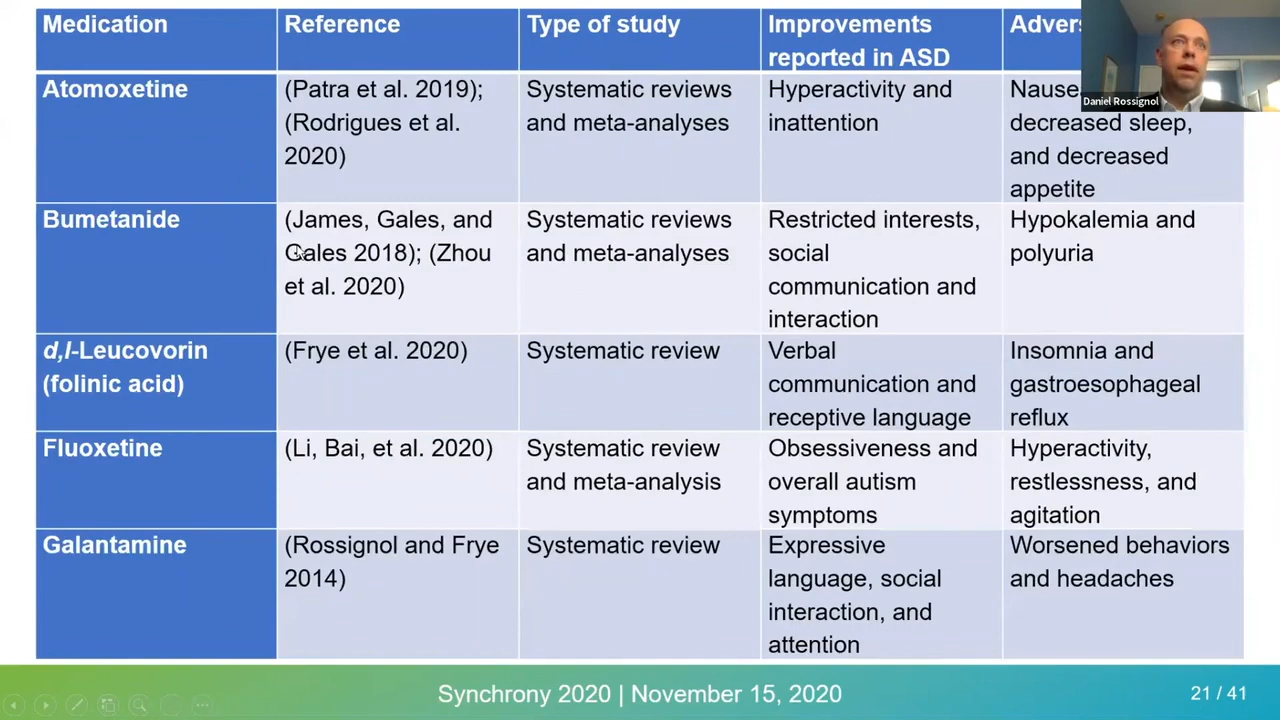 Medication
Reference
Type of study
Improvements
reported in ASD
Daniel Rossignol
Atomoxetine
(Patra et al. 2019);
(Rodrigues et al.
2020)
Systematic reviews
and meta-analyses
Hyperactivity and
inattention
decreased sleep,
and decreased
appetite
Bumetanide
(James, Gales, and
Gales 2018); (Zhou
et al. 2020)
Systematic reviews
and meta-analyses
Restricted interests,
social
communication and
interaction
Hypokalemia and
polyuria
d,l-Leucovorin
(folinic acid)
(Frye et al. 2020)
Systematic review
Verbal
communication and
receptive language
Insomnia and
gastroesophageal
reflux
Fluoxetine
(Li, Bai, et al. 2020)
Systematic review
and meta-analysis
Obsessiveness and
overall autism
symptoms
Hyperactivity,
restlessness, and
agitation
Galantamine
(Rossignol and Frye
2014)
Systematic review
Expressive
language, social
interaction, and
attention
Worsened behaviors
and headaches
Synchrony 2020 | November 15, 2020
21 / 41